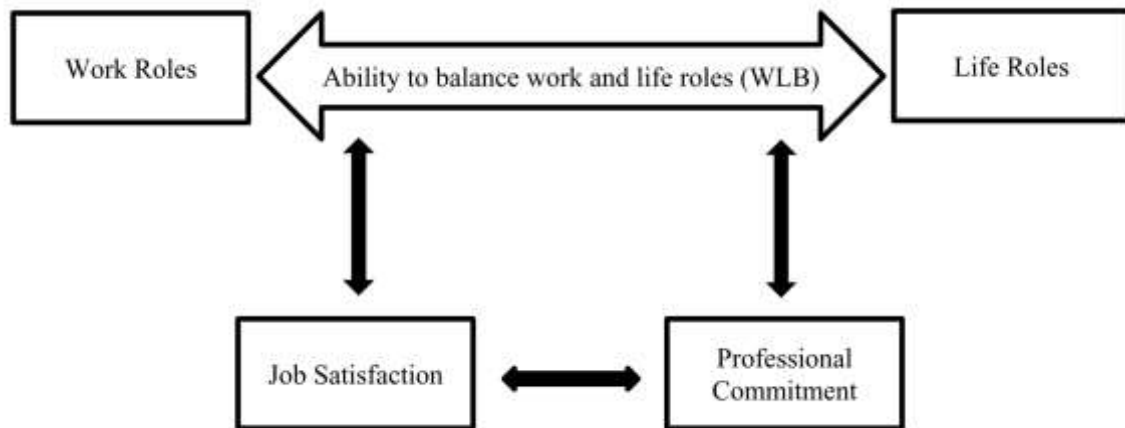 Work Roles
Ability to balance work and life roles (WLB)
Life Roles
Job Satisfaction
Professional
Commitment